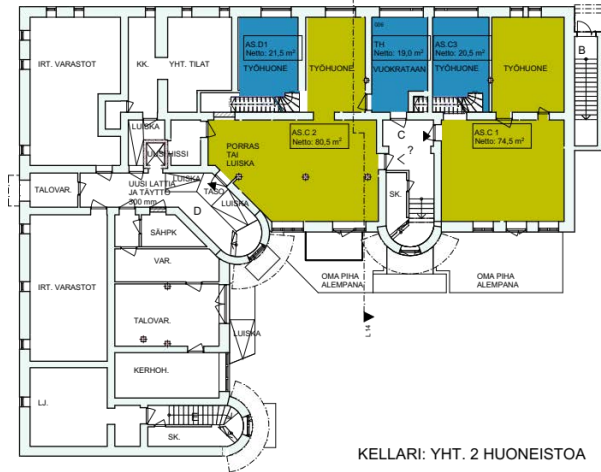 AS.D1
Netto: 21,5 m²
TYÖHUONE
TYÖHUONE
TH
Netto: 19,0 m²
VUOKRATAAN
AS.C3
Netto: 20,5 m²
TYÖHUONE
TYÖHUONE
B
IRT. VARASTOT
KK.
YHT. TILAT
LUISKA
UUSI HISSI
PORRAS
TAI
LUISKA
AS.C 2
Netto: 80,5 m²
C
?
AS.C 1
Netto: 74,5 m²
TALOVAR.
UUSI LATTIA
JA TÄYTTÖ
300 mm
LUISKA
TASO
LUISKA
D
SK.
SÄHPK
VAR.
IRT. VARASTOT
TALOVAR.
OMA PIHA
ALEMPANA
OMA PIHA
ALEMPANA
L 14
LUISKA
KERHOH.
LJ.
E
SK.
KELLARI: YHT. 2 HUONEISTOA